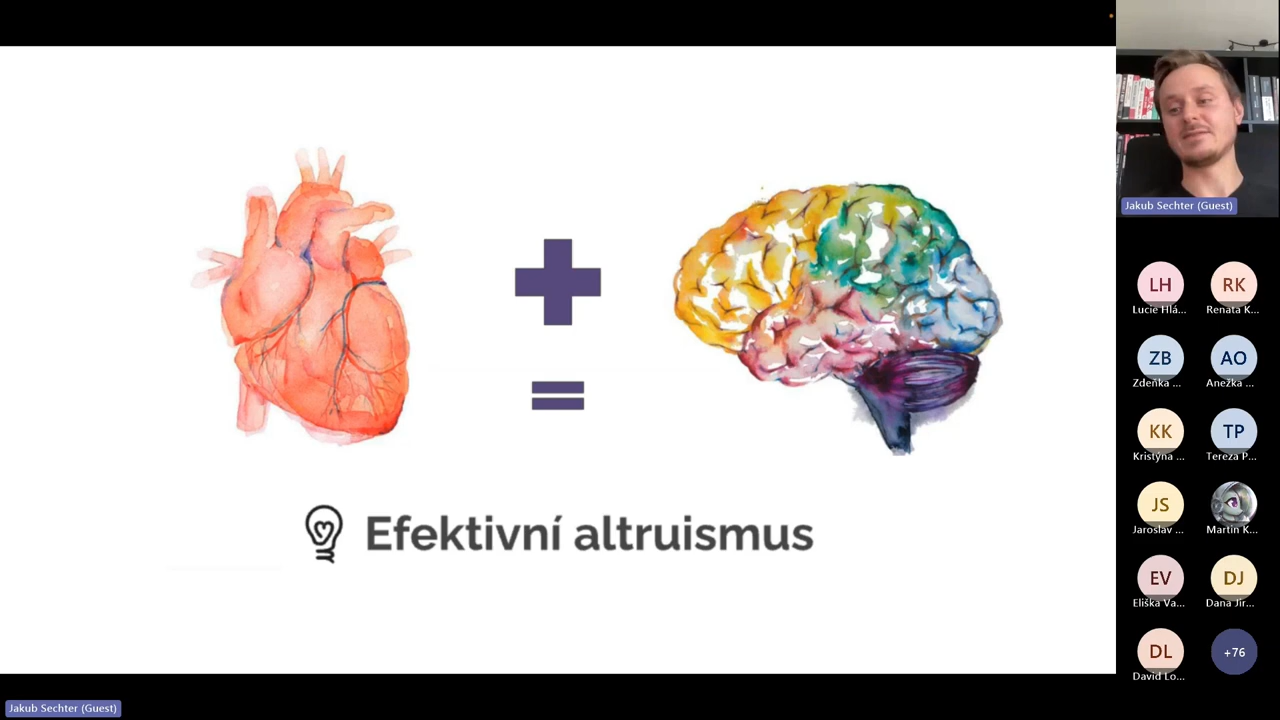 Efektivní altruismus
Jakub Sechter (Guest)
LH
Lucie Hlá...
RK
Renata K...
ZB
Zdeňka ...
AO
Anežka ...
KK
Kristýna ...
TP
Tereza P...
JS
Jaroslav ...
Martin K...
EV
Eliška Va...
DJ
Dana Jir...
DL
David Lo...
+76
Jakub Sechter (Guest)